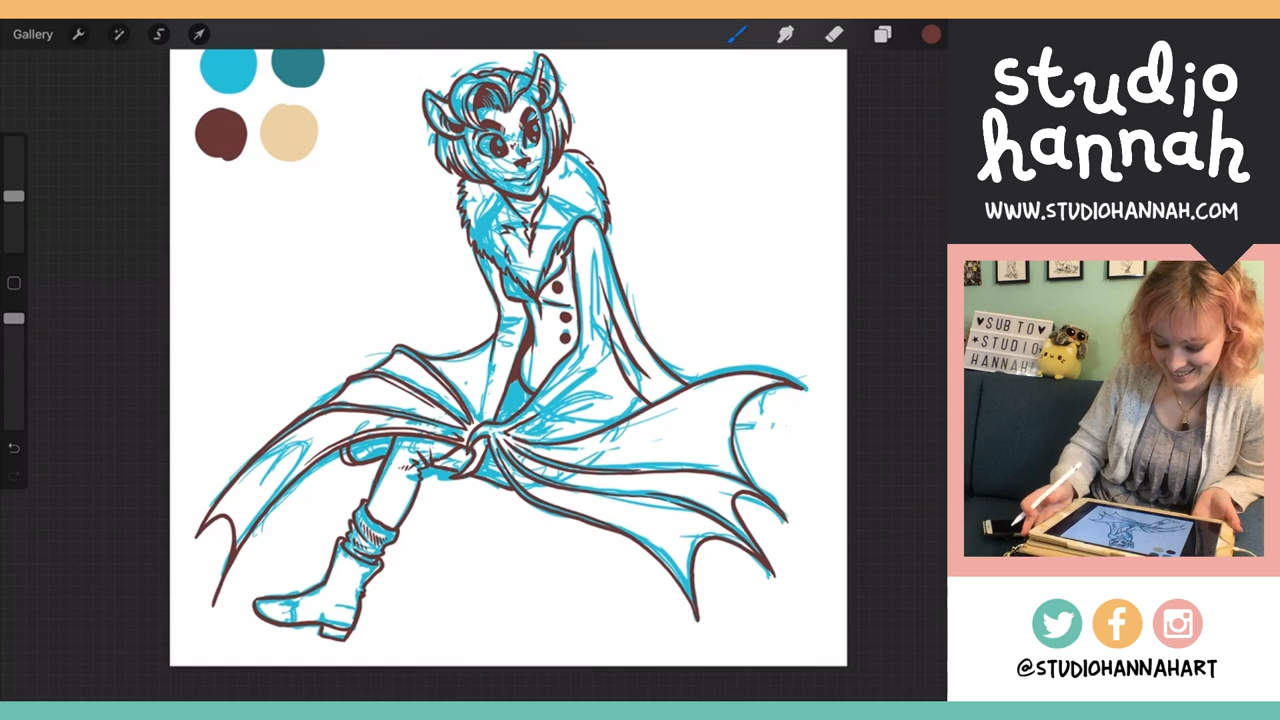 Gallery
studio
hannah
WWW.STUDIOHANNAH.COM
♥SUB TO♥
★STUDIO
HANNAH!
@STUDIOHANNAHART